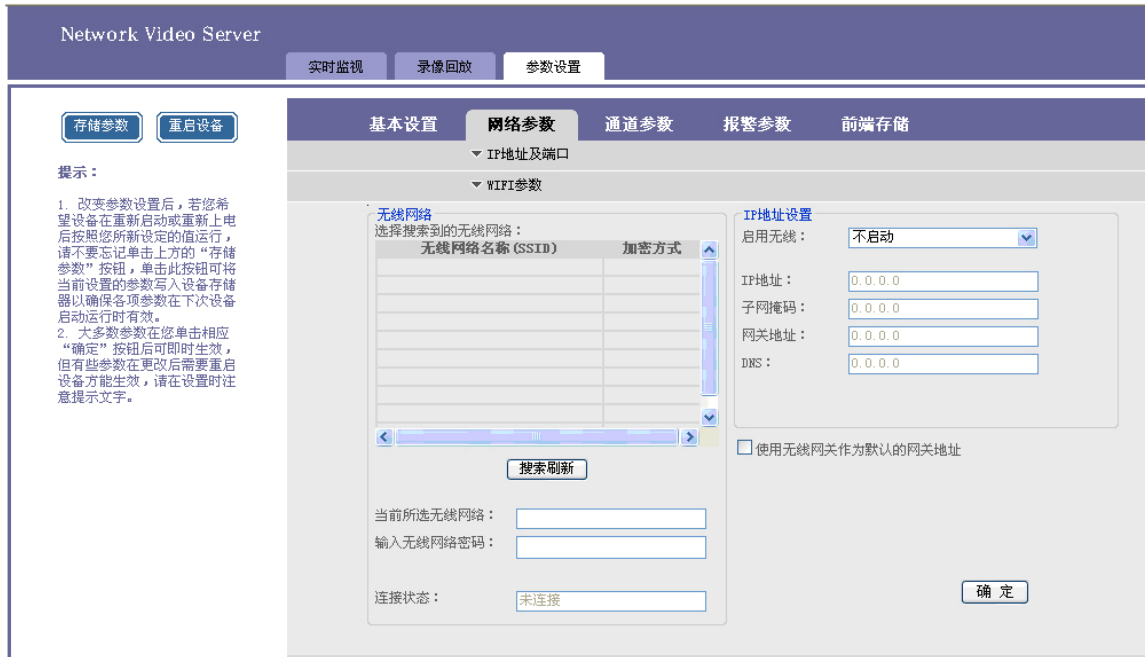 Network Video Server
实时监视 录像回放 参数设置
存储参数 重启设备
提示：
1. 改变参数设置后，若您希
望设备在重新启动或重新上电
后按照您所新设定的值运行，
请不要忘记单击上方的“存储
参数”按钮，单击此按钮可将
当前设置的参数写入设备存储
器以确保各项参数在下次设备
启动运行时有效。
2. 大多数参数在您单击相应
“确定”按钮后可即时生效，
但有些参数在更改后需要重启
设备方能生效，请在设置时注
意提示文字。
基本设置 网络参数 通道参数 报警参数 前端存储
IP地址及端口
WIFI参数
无线网络
选择搜索到的无线网络：
无线网络名称(SSID) 加密方式
搜索刷新
当前所选无线网络：
输入无线网络密码：
连接状态： 未连接
IP地址设置
启用无线： 不启动
IP地址： 0.0.0.0
子网掩码： 0.0.0.0
网关地址： 0.0.0.0
DNS： 0.0.0.0
使用无线网关作为默认的网关地址
确 定